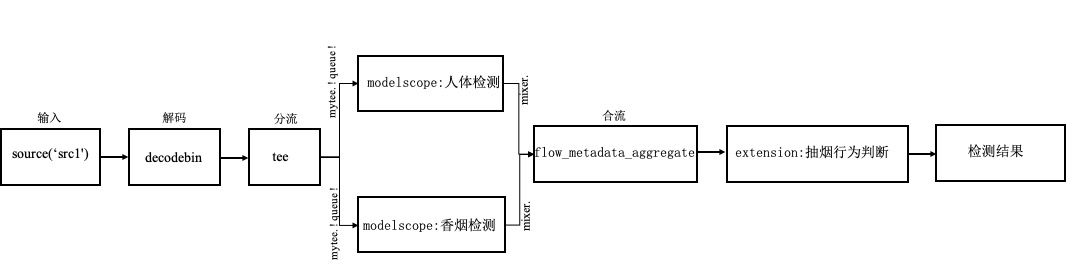 输入
source(‘src1')
解码
decodebin
分流
tee
mytee. ! queue !
modelscope:人体检测
mixer.
mytee. ! queue !
modelscope:香烟检测
mixer.
合流
flow_metadata_aggregate
extension:抽烟行为判断
检测结果